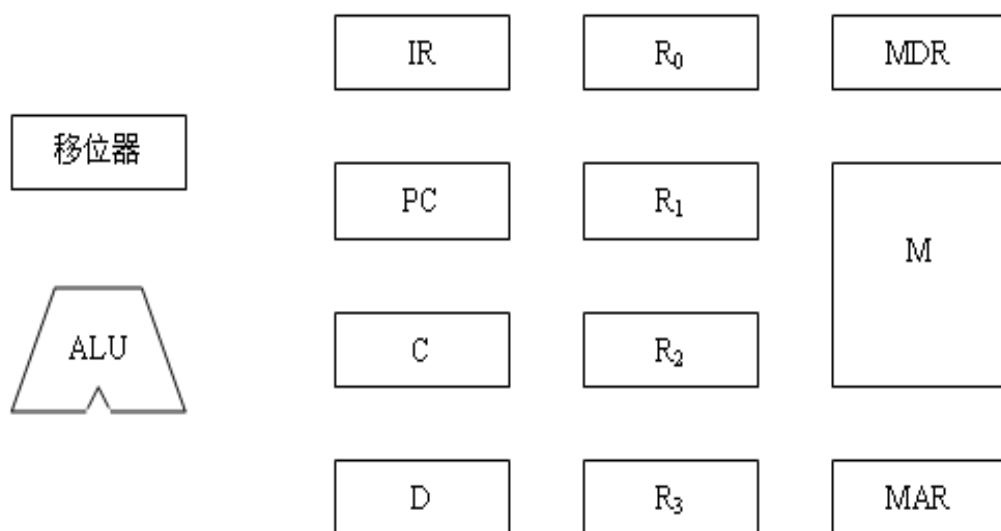 IR R₀ MDR
移位器
PC R₁
M
ALU C R₂
D R₃ MAR